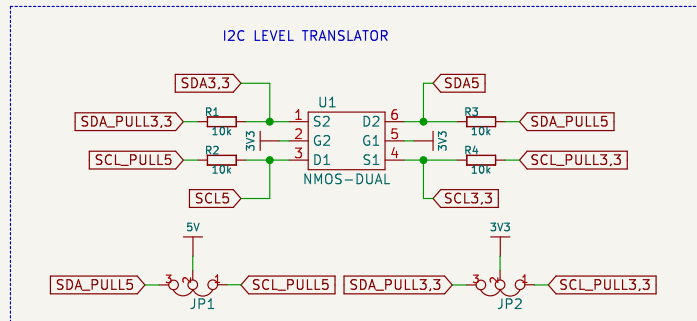 I2C LEVEL TRANSLATOR
SDA3,3
SDA5
U1
SDA_PULL3,3
R1
10k
1
S2
D2
6
R3
10k
SDA_PULL5
3V3
2
G2
G1
5
3V3
SCL_PULL5
R2
10k
3
D1
S1
4
R4
10k
SCL_PULL3,3
NMOS-DUAL
SCL5
SCL3,3
5V
3V3
SDA_PULL5
3
2
1
SCL_PULL5
SDA_PULL3,3
3
2
1
SCL_PULL3,3
JP1
JP2